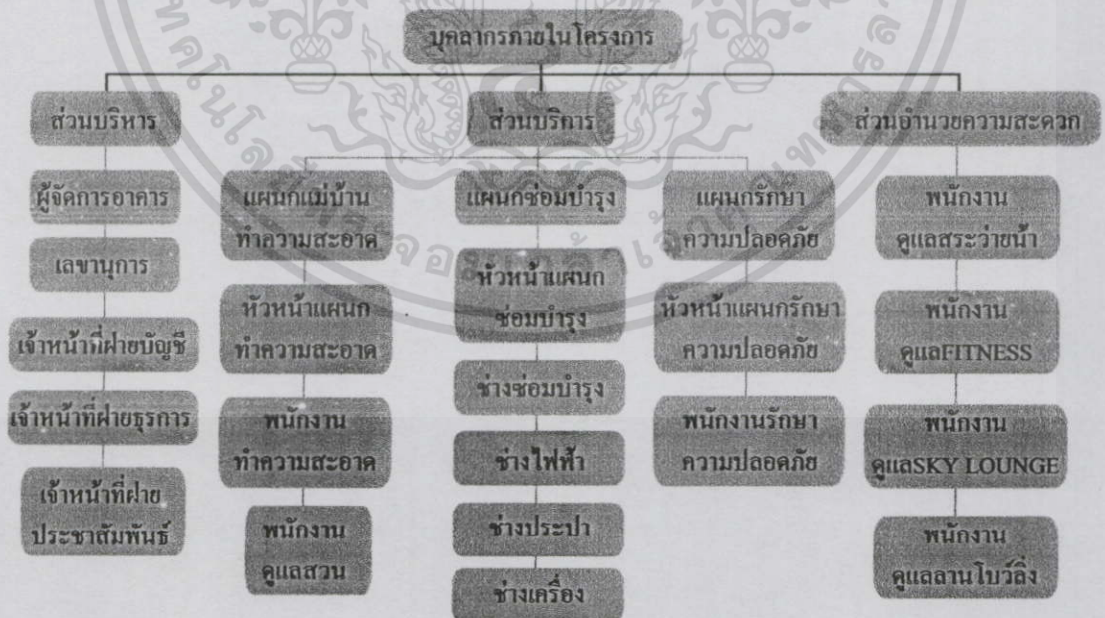 บุคลากรภายในโครงการ
ส่วนบริหาร
ผู้จัดการอาคาร
เลขานุการ
เจ้าหน้าที่ฝ่ายบัญชี
เจ้าหน้าที่ฝ่ายธุรการ
เจ้าหน้าที่ฝ่าย
ประชาสัมพันธ์
ส่วนบริการ
แผนกแม่บ้าน
ทำความสะอาด
หัวหน้าแผนก
ทำความสะอาด
พนักงาน
ทำความสะอาด
พนักงาน
ดูแลสวน
แผนกซ่อมบำรุง
หัวหน้าแผนก
ซ่อมบำรุง
ช่างซ่อมบำรุง
ช่างไฟฟ้า
ช่างประปา
ช่างเครื่อง
แผนกรักษา
ความปลอดภัย
หัวหน้าแผนกรักษา
ความปลอดภัย
พนักงานรักษา
ความปลอดภัย
ส่วนอำนวยความสะดวก
พนักงาน
ดูแลสระว่ายน้ำ
พนักงาน
ดูแลFITNESS
พนักงาน
ดูแลSKY LOUNGE
พนักงาน
ดูแลลานโบว์ลิ่ง